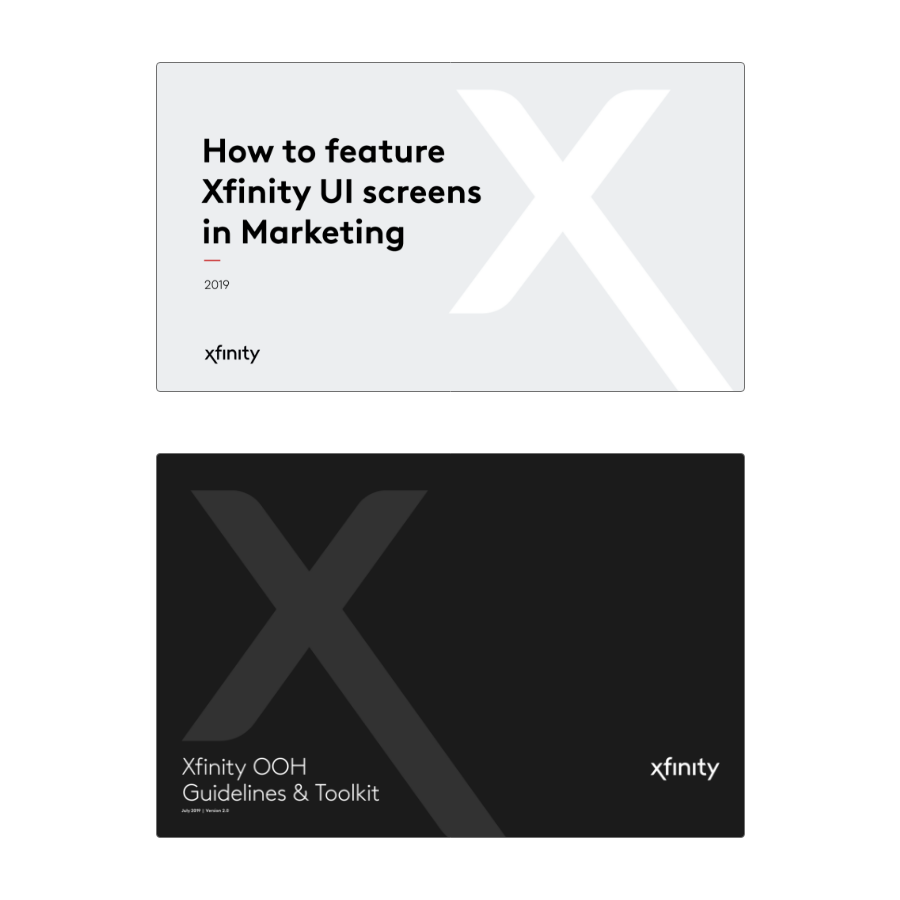 How to feature
Xfinity UI screens
in Marketing
2019
xfinity
Xfinity OOH
Guidelines & Toolkit
July 2019 | Version 2.0
xfinity